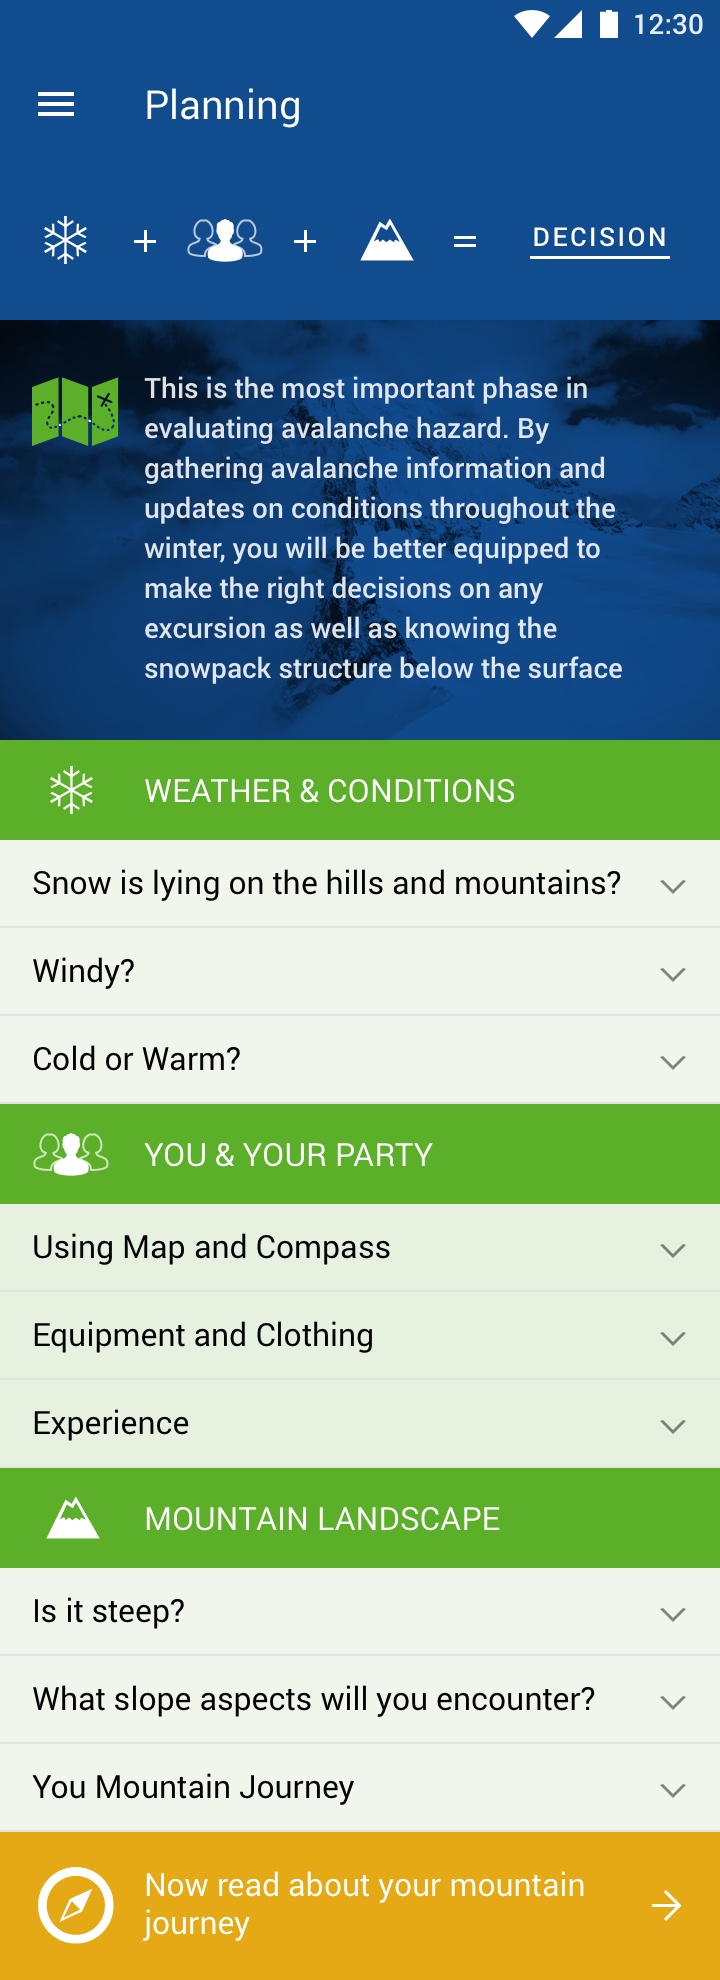 12:30
Planning
+ + = DECISION
This is the most important phase in
evaluating avalanche hazard. By
gathering avalanche information and
updates on conditions throughout the
winter, you will be better equipped to
make the right decisions on any
excursion as well as knowing the
snowpack structure below the surface
WEATHER & CONDITIONS
Snow is lying on the hills and mountains?
Windy?
Cold or Warm?
YOU & YOUR PARTY
Using Map and Compass
Equipment and Clothing
Experience
MOUNTAIN LANDSCAPE
Is it steep?
What slope aspects will you encounter?
You Mountain Journey
Now read about your mountain
journey